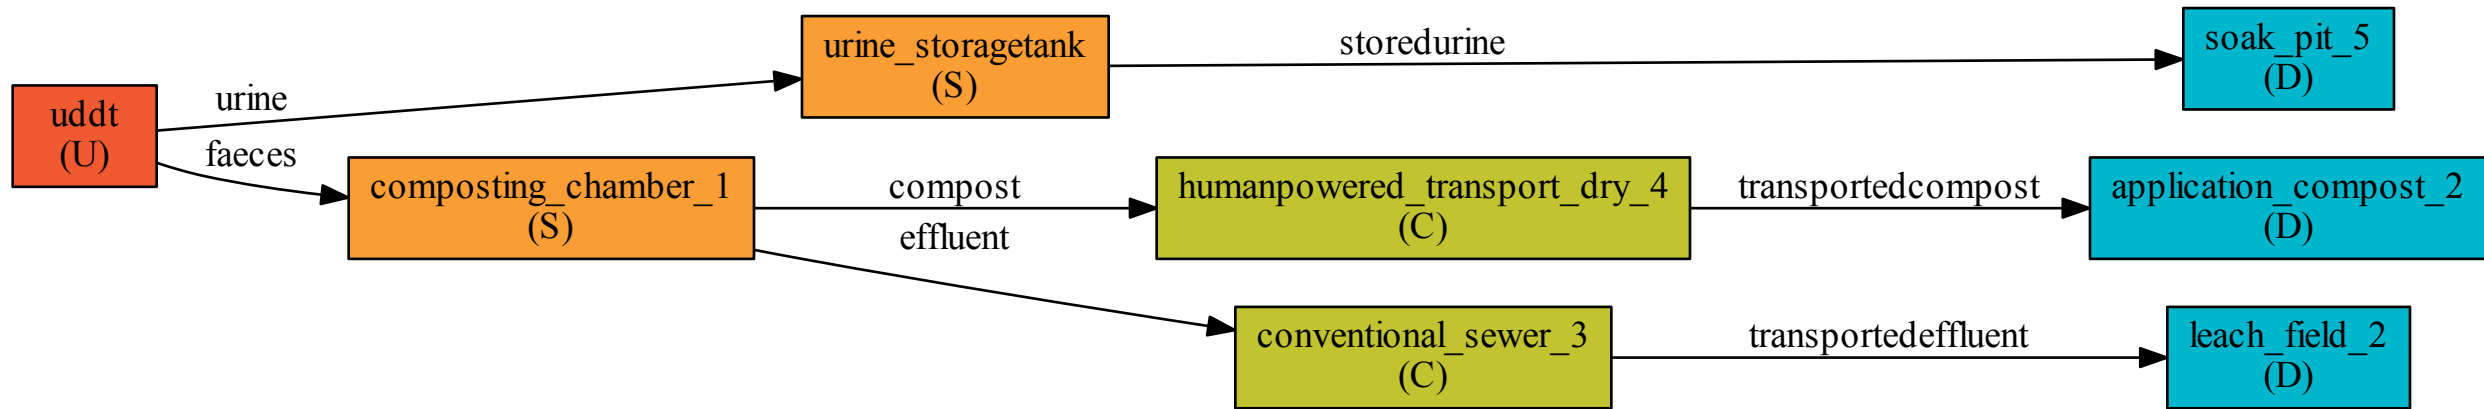 uddt
(U)
urine
faeces
urine_storagetank
(S)
storedurine
soak_pit_5
(D)
composting_chamber_1
(S)
compost
effluent
humanpowered_transport_dry_4
(C)
transportedcompost
application_compost_2
(D)
conventional_sewer_3
(C)
transportedeffluent
leach_field_2
(D)